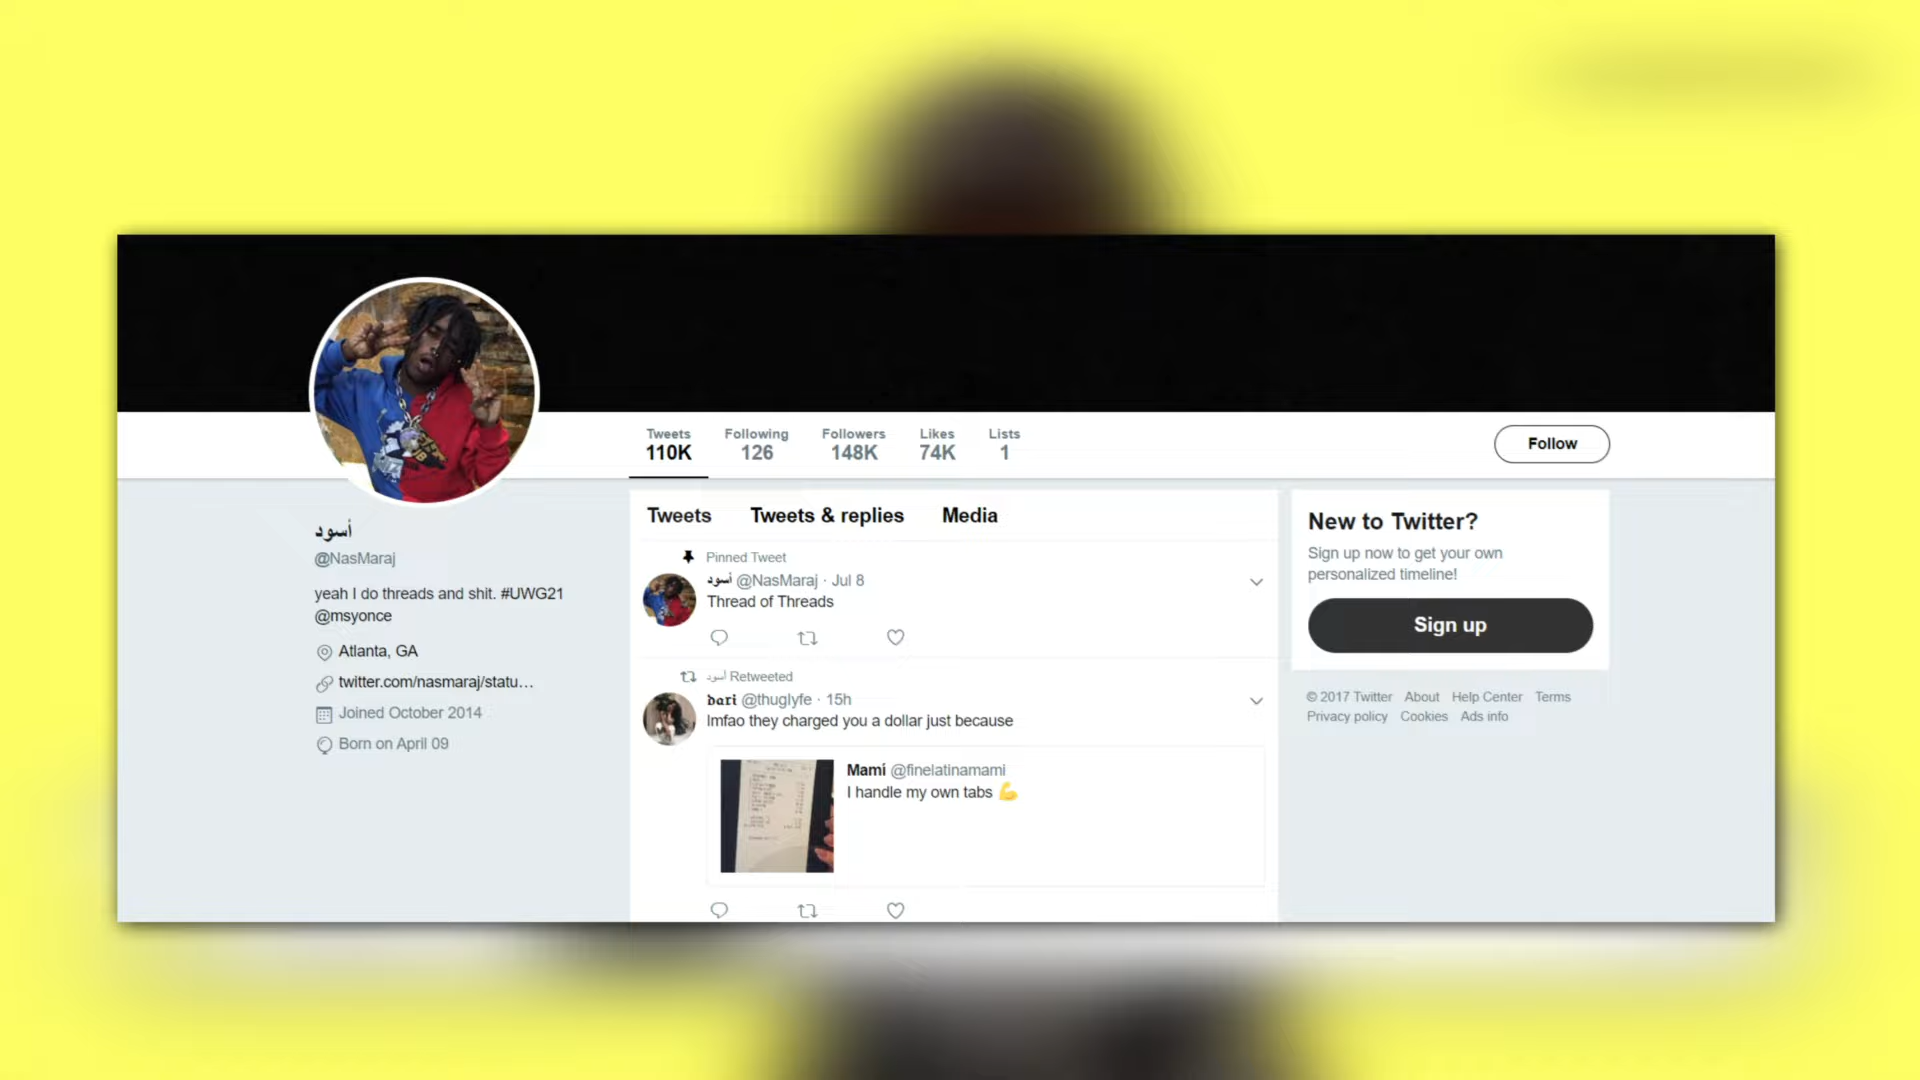 Tweets
110K
Following
126
Followers
148K
Likes
74K
Lists
1
Follow
أسود
@NasMaraj
yeah I do threads and shit. #UWG21
@msyonce
Atlanta, GA
twitter.com/nasmaraj/statu...
Joined October 2014
Born on April 09
Tweets Tweets & replies Media
Pinned Tweet
أسود @NasMaraj · Jul 8
Thread of Threads
أسود Retweeted
𝖇𝖆𝖗𝖎 @thuglyfe · 15h
lmfao they charged you a dollar just because
Mamí @finelatinamami
I handle my own tabs 💪
New to Twitter?
Sign up now to get your own
personalized timeline!
Sign up
© 2017 Twitter About Help Center Terms
Privacy policy Cookies Ads info